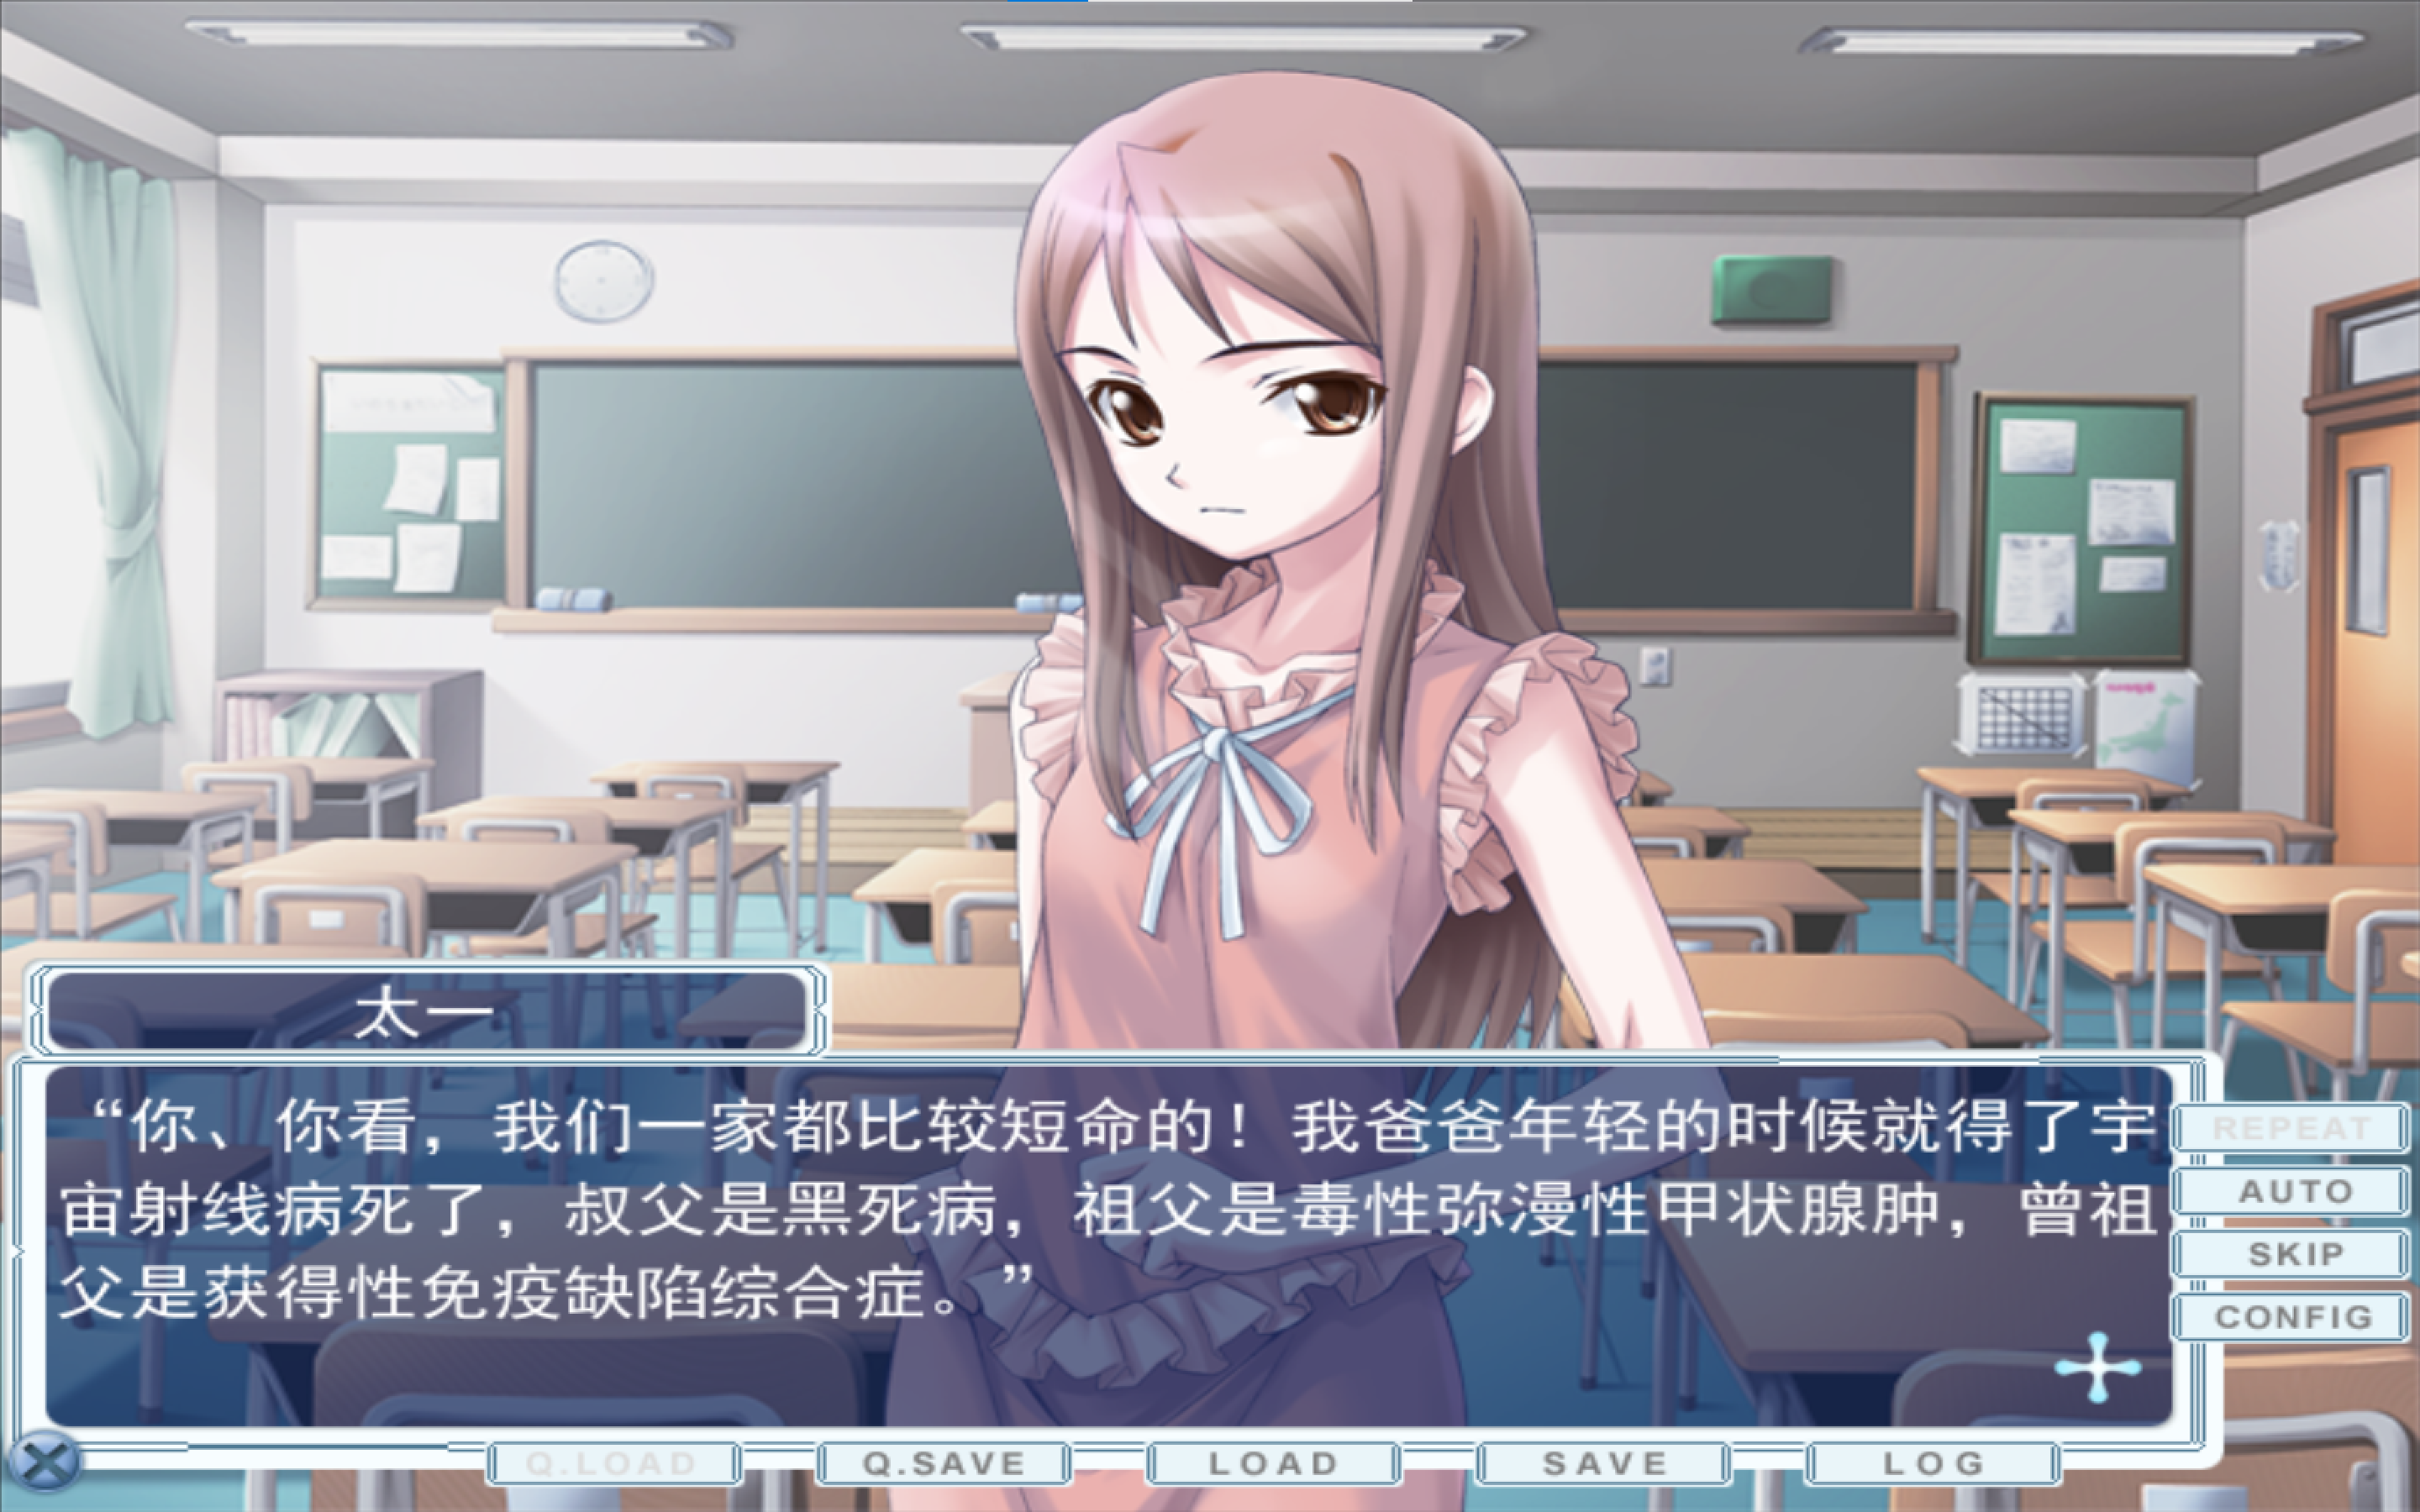 太一
“你、你看，我们一家都比较短命的！我爸爸年轻的时候就得了宇
宙射线病死了，叔父是黑死病，祖父是毒性弥漫性甲状腺肿，曾祖
父是获得性免疫缺陷综合症。”
REPEAT
AUTO
SKIP
CONFIG
Q.LOAD
Q.SAVE
LOAD
SAVE
LOG